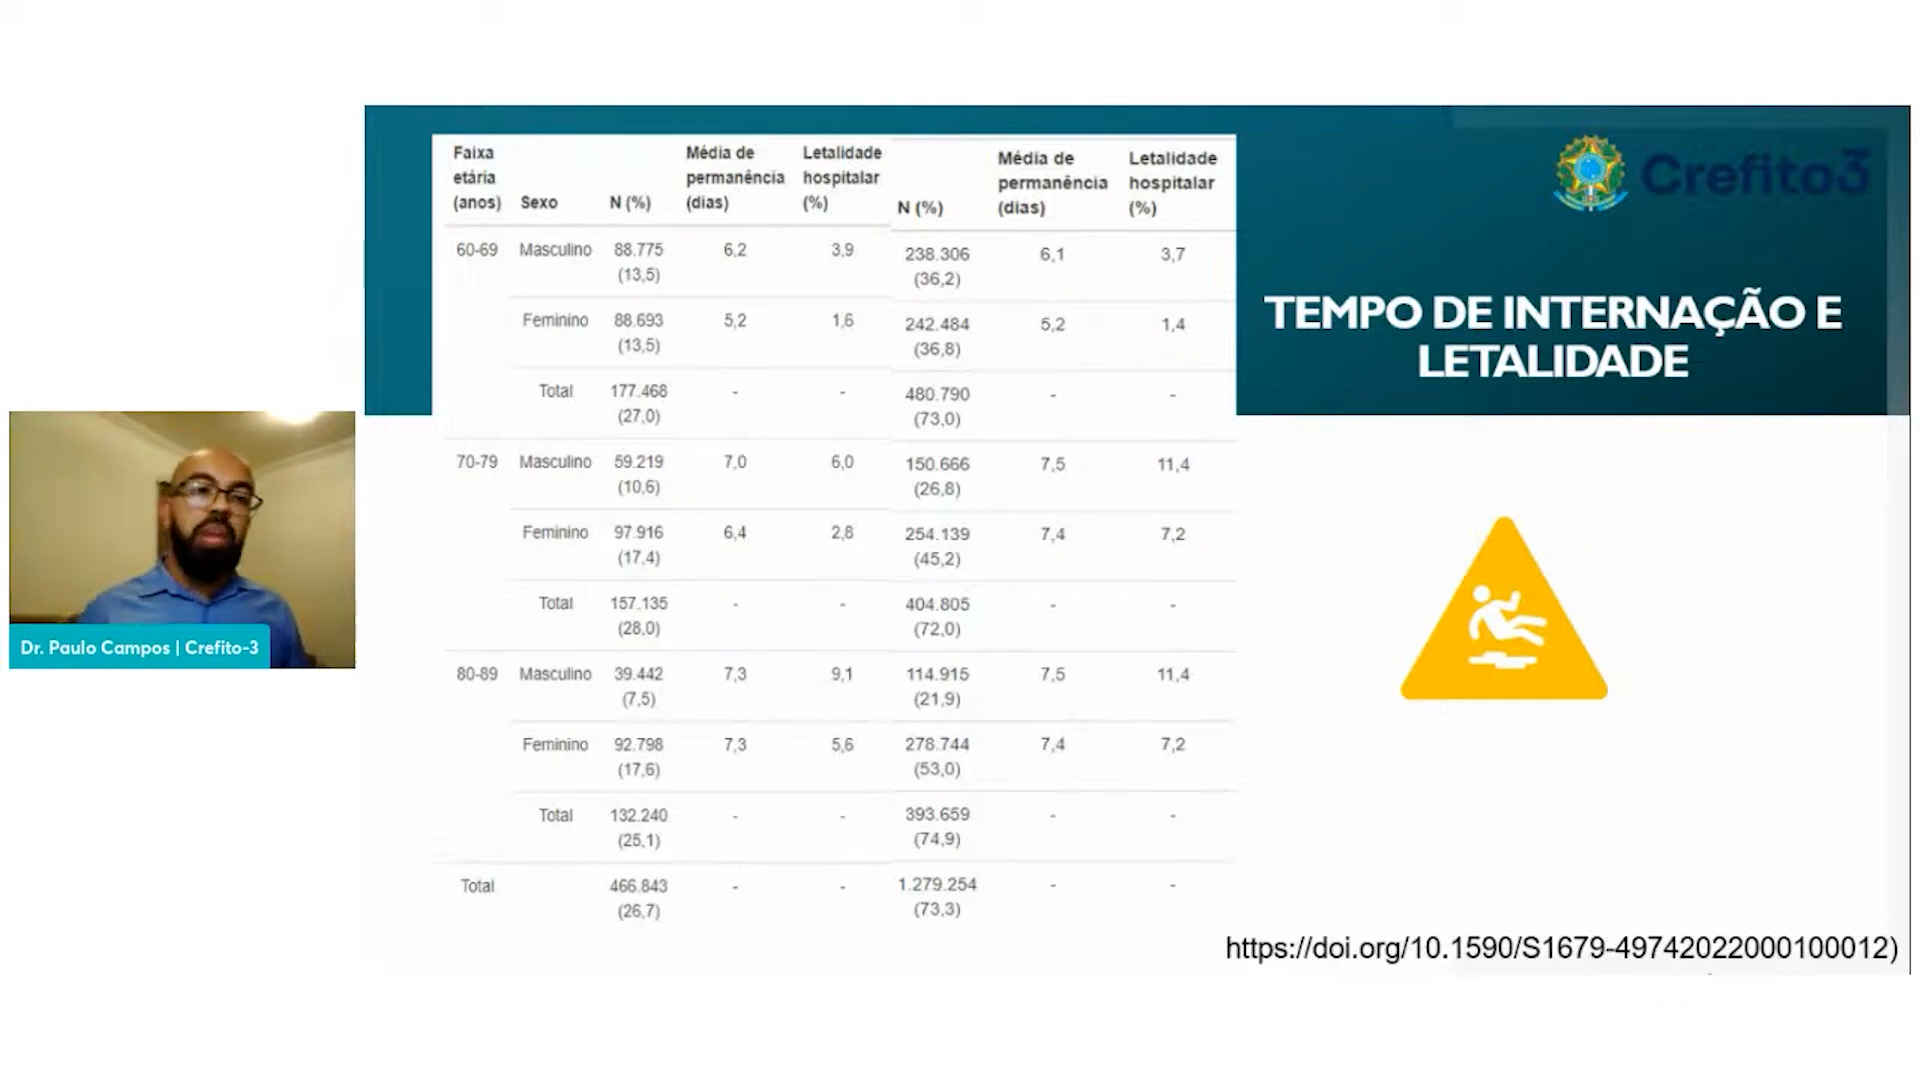 Crefito3
TEMPO DE INTERNAÇÃO E
LETALIDADE
Faixa etária (anos) Sexo N (%) Média de permanência (dias) Letalidade hospitalar (%) N (%) Média de permanência (dias) Letalidade hospitalar (%)
60-69 Masculino 88.775 (13,5) 6,2 3,9 238.306 (36,2) 6,1 3,7
Feminino 88.693 (13,5) 5,2 1,6 242.484 (36,8) 5,2 1,4
Total 177.468 (27,0) - - 480.790 (73,0) - -
70-79 Masculino 59.219 (10,6) 7,0 6,0 150.666 (26,8) 7,5 11,4
Feminino 97.916 (17,4) 6,4 2,8 254.139 (45,2) 7,4 7,2
Total 157.135 (28,0) - - 404.805 (72,0) - -
80-89 Masculino 39.442 (7,5) 7,3 9,1 114.915 (21,9) 7,5 11,4
Feminino 92.798 (17,6) 7,3 5,6 278.744 (53,0) 7,4 7,2
Total 132.240 (25,1) - - 393.659 (74,9) - -
Total 466.843 (26,7) - - 1.279.254 (73,3) - -
Dr. Paulo Campos | Crefito-3
https://doi.org/10.1590/S1679-49742022000100012)